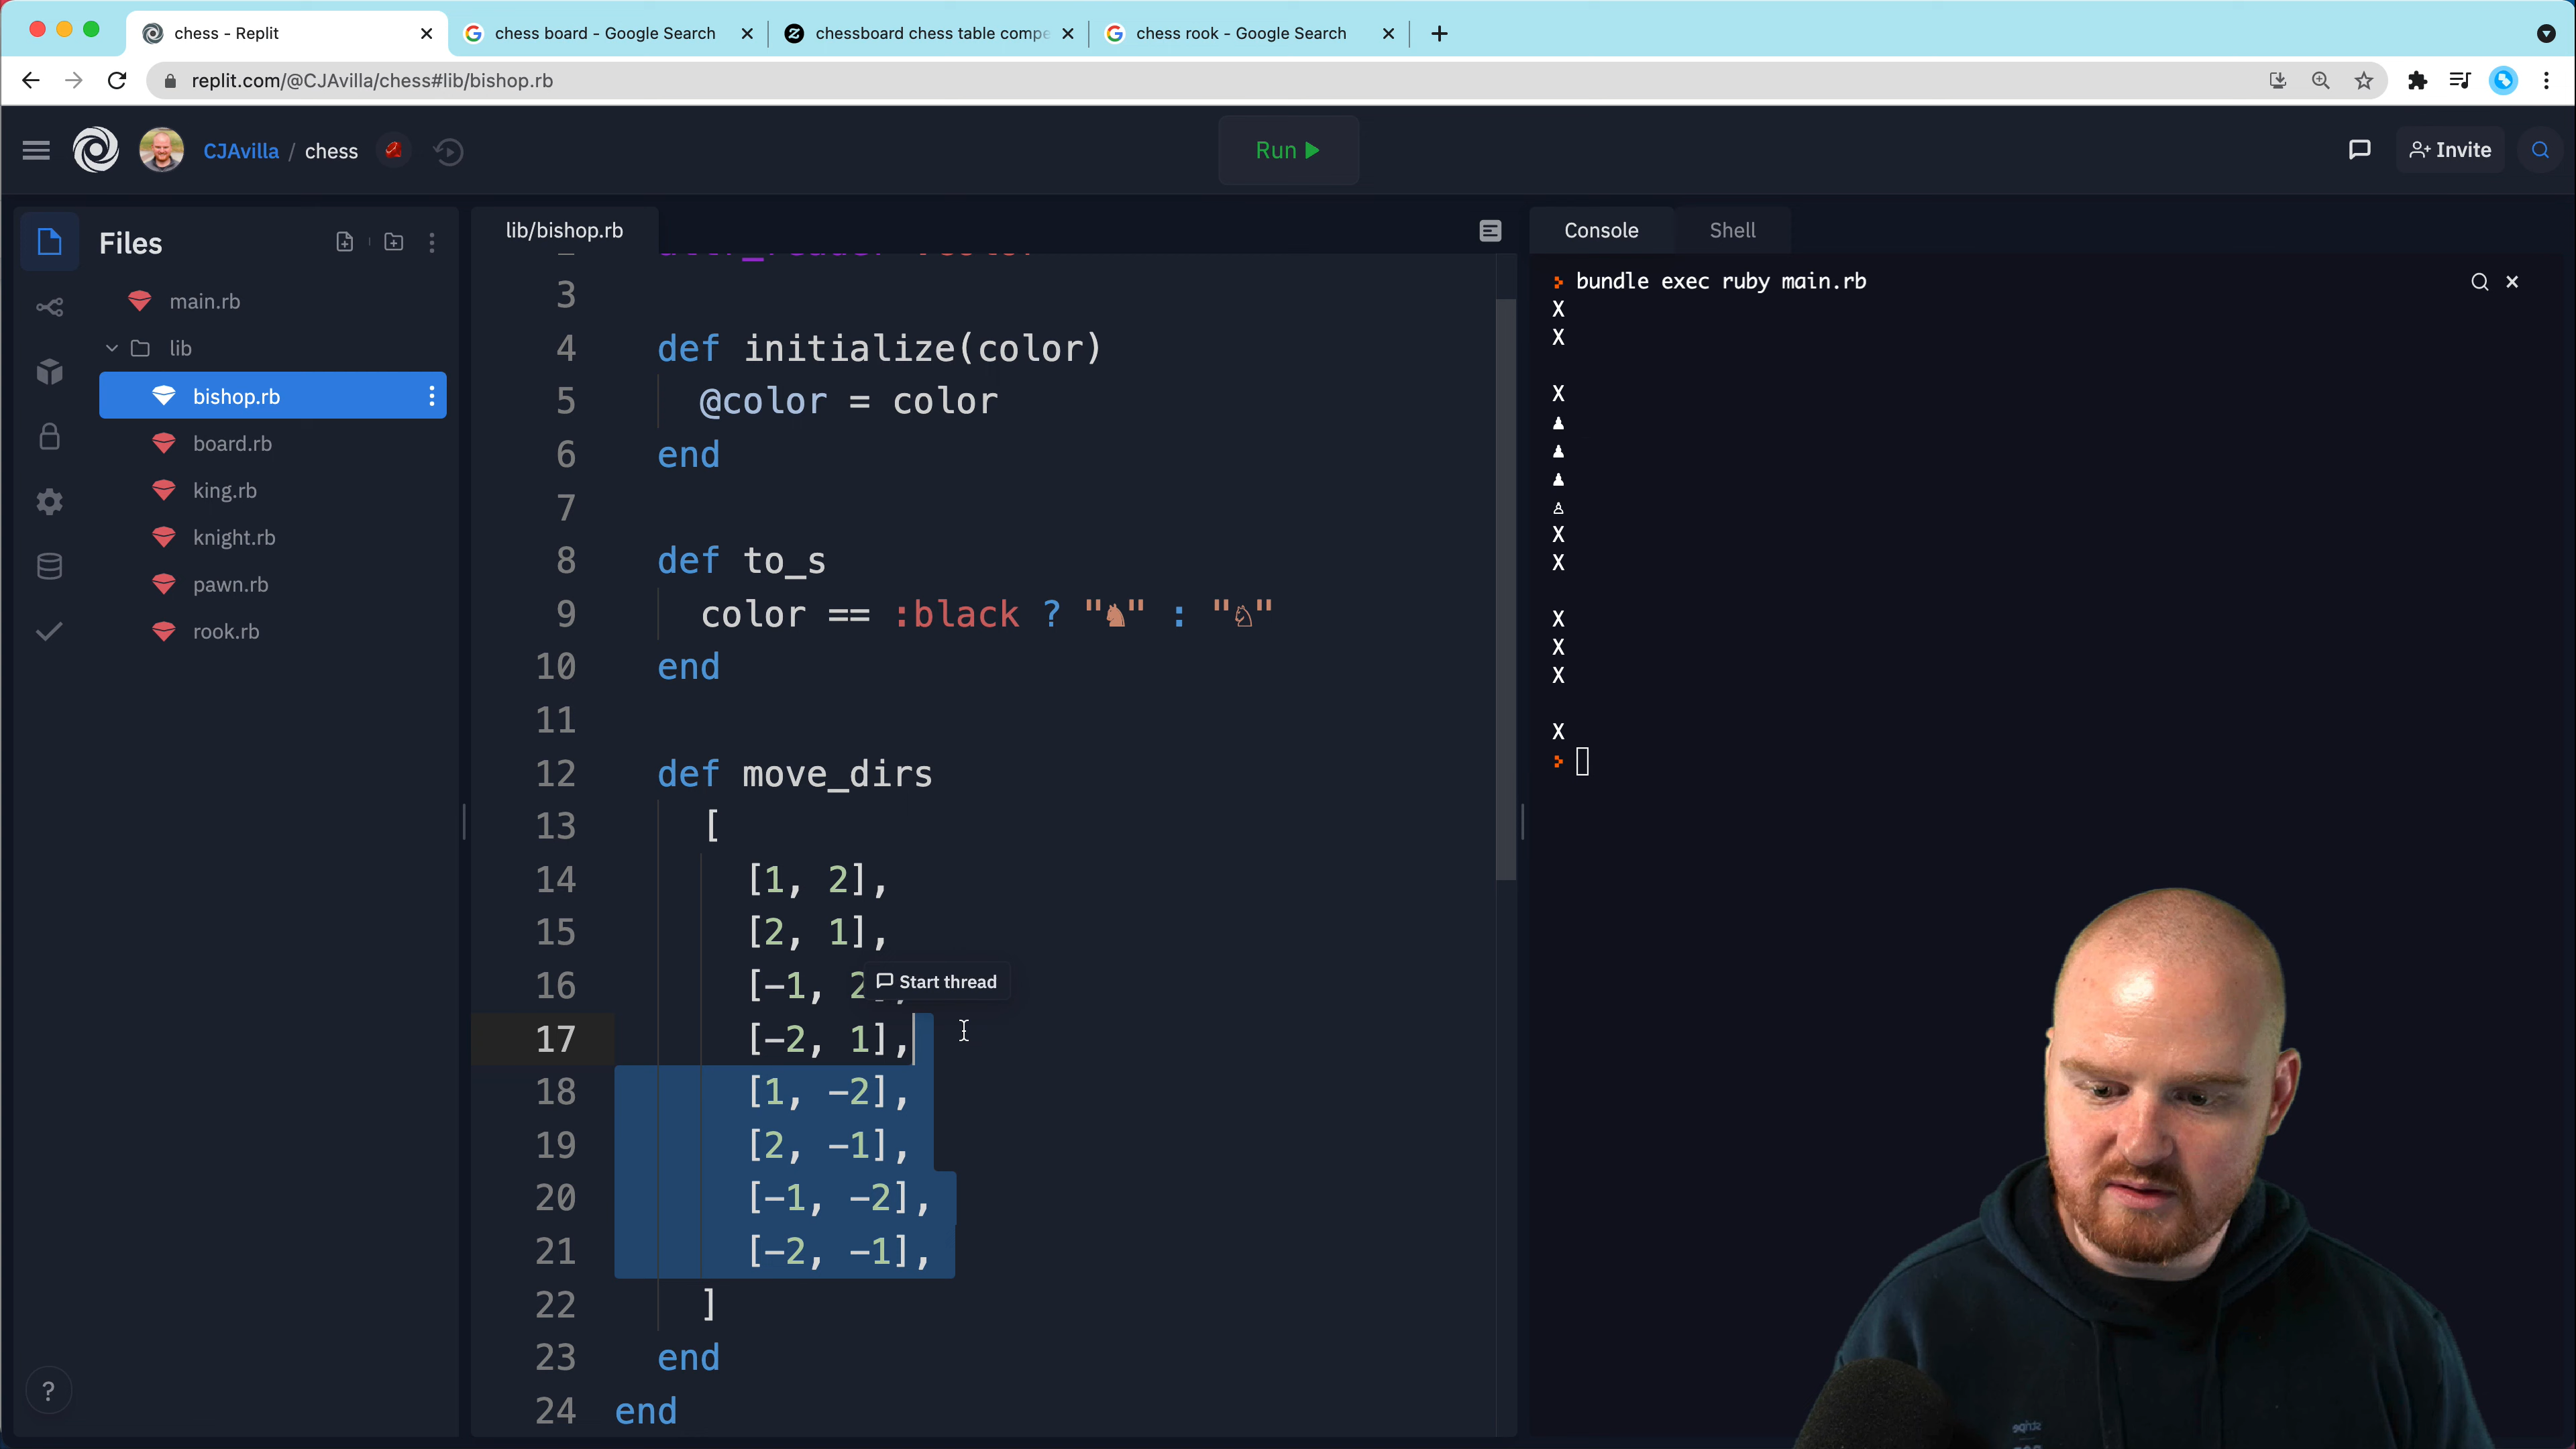 chess - Replit
chess board - Google Search
chessboard chess table compe
chess rook - Google Search
replit.com/@CJAvilla/chess#lib/bishop.rb
CJAvilla / chess
Run
Invite
Files
main.rb
lib
bishop.rb
board.rb
king.rb
knight.rb
pawn.rb
rook.rb
lib/bishop.rb
3
4 def initialize(color)
5 @color = color
6 end
7
8 def to_s
9 color == :black ? "♞" : "♘"
10 end
11
12 def move_dirs
13 [
14 [1, 2],
15 [2, 1],
16 [-1, 2
Start thread
17 [-2, 1],
18 [1, -2],
19 [2, -1],
20 [-1, -2],
21 [-2, -1],
22 ]
23 end
24 end
Console
Shell
bundle exec ruby main.rb
X
X
X
♟
♟
♟
♙
X
X
X
X
X
X
?